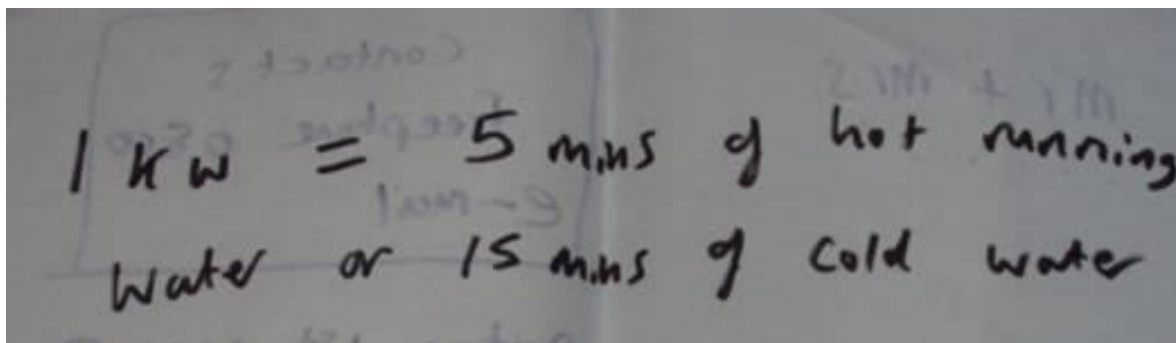 1 KW = 5 mins of hot running
water or 15 mins of cold water